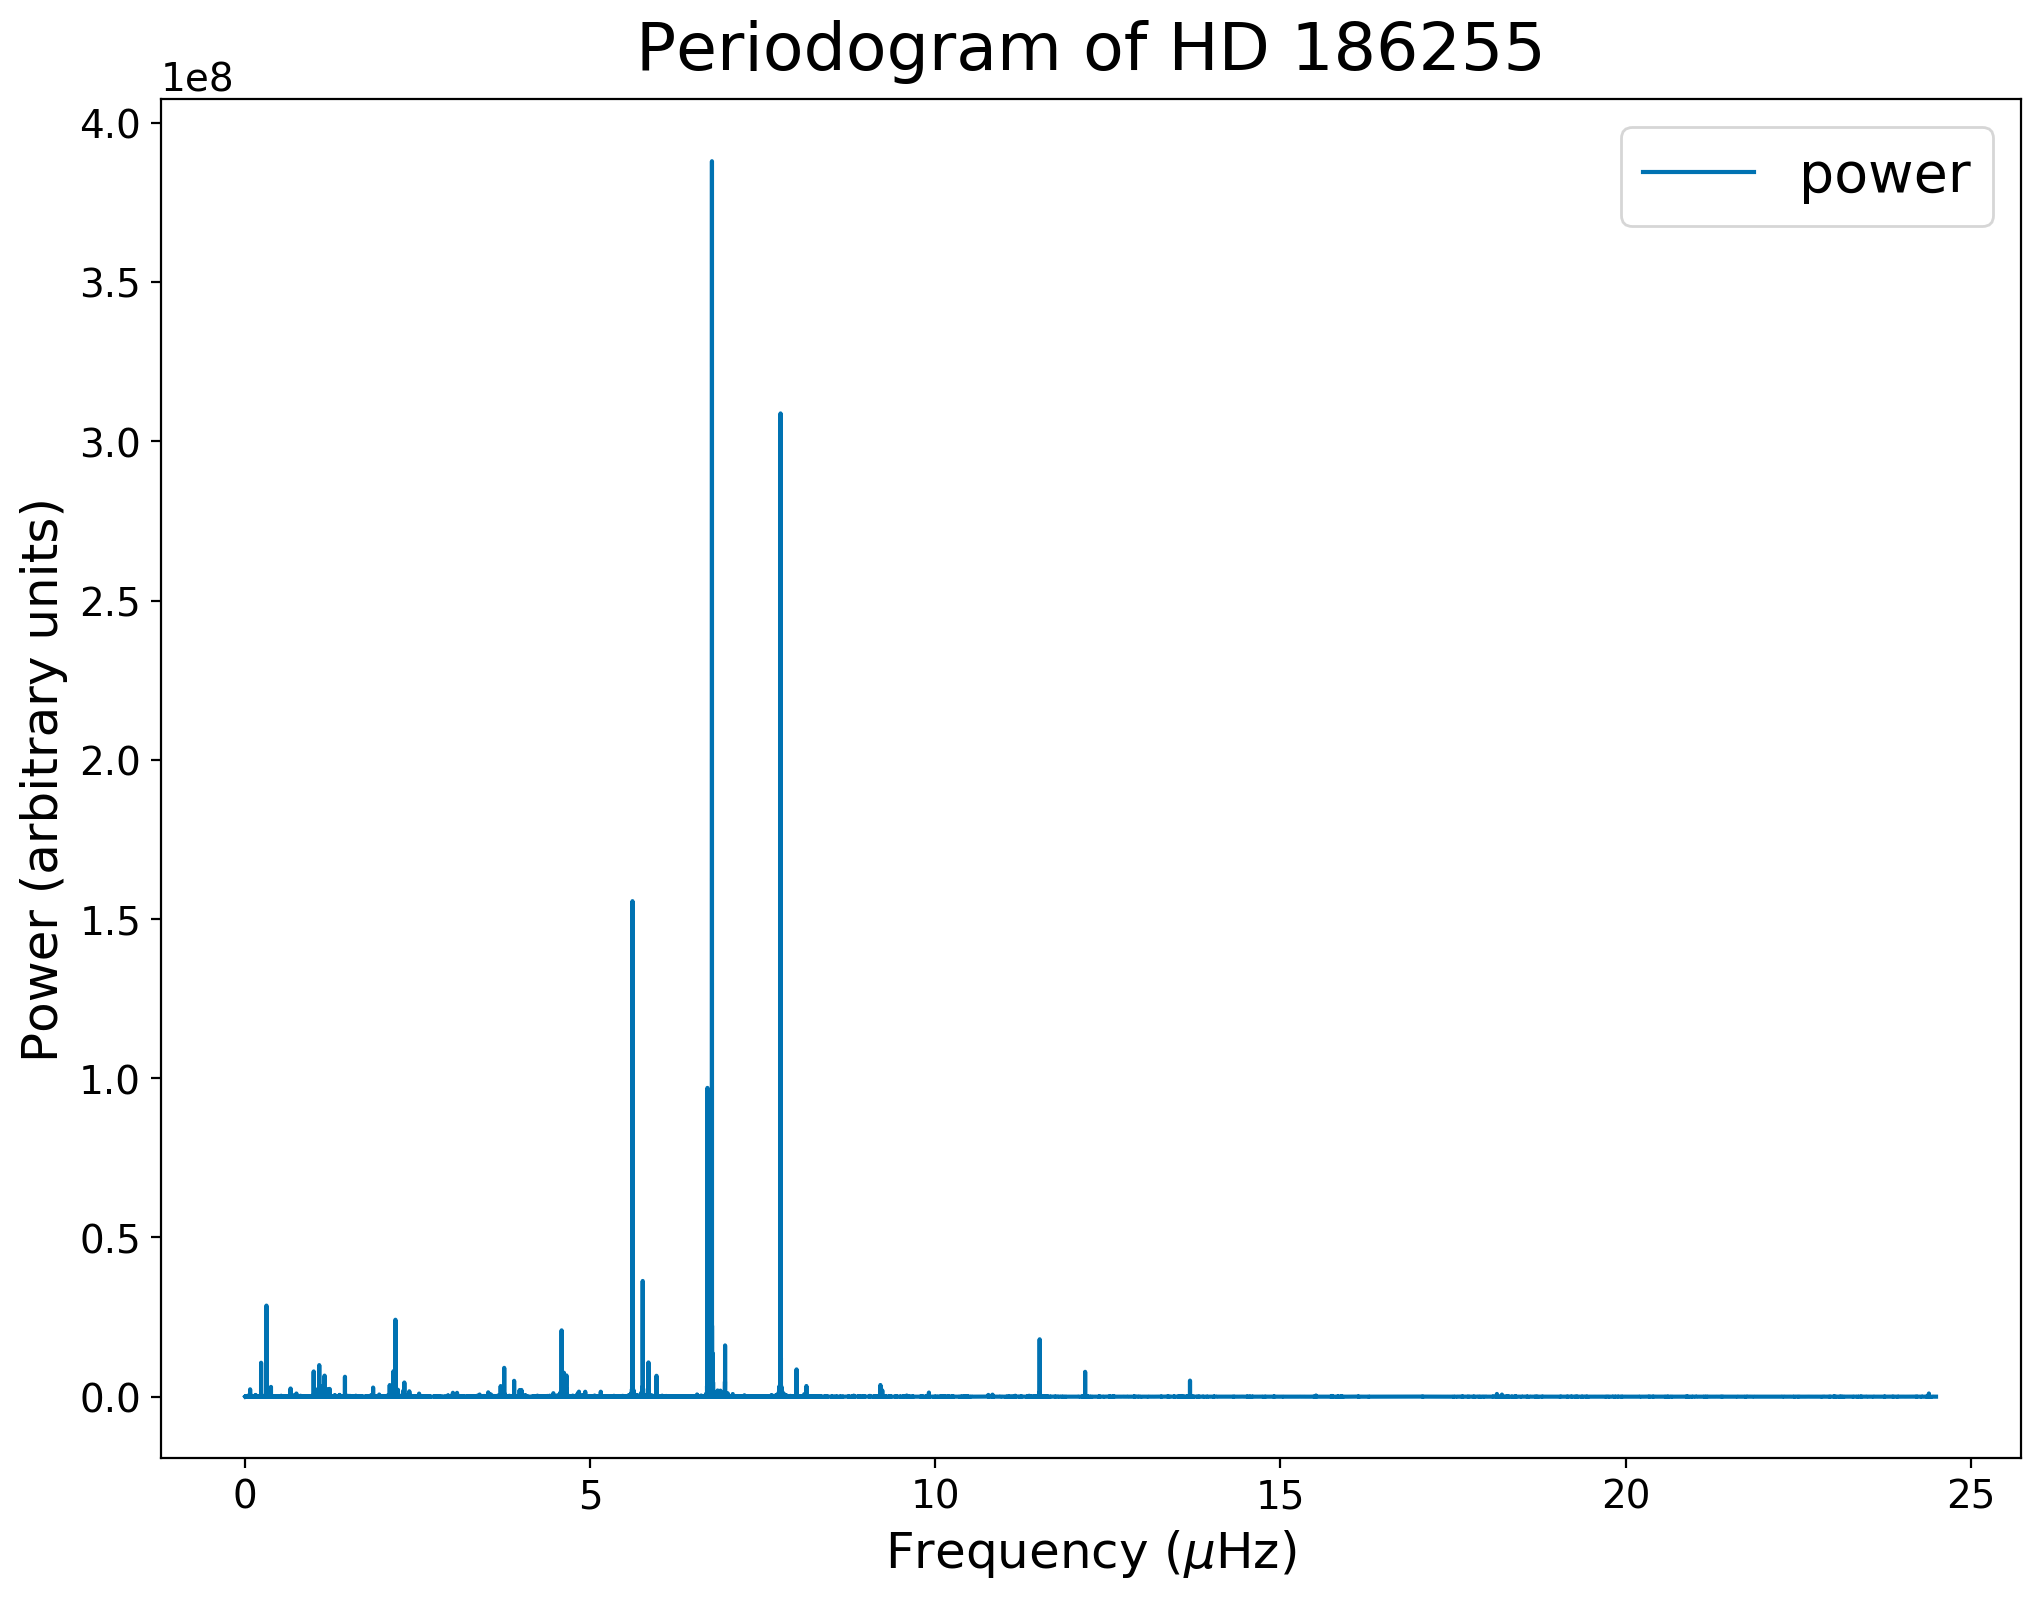 Periodogram of HD 186255
1e8
4.0
3.5
3.0
2.5
2.0
1.5
1.0
0.5
0.0
Power (arbitrary units)
power
0 5 10 15 20 25
Frequency (μHz)